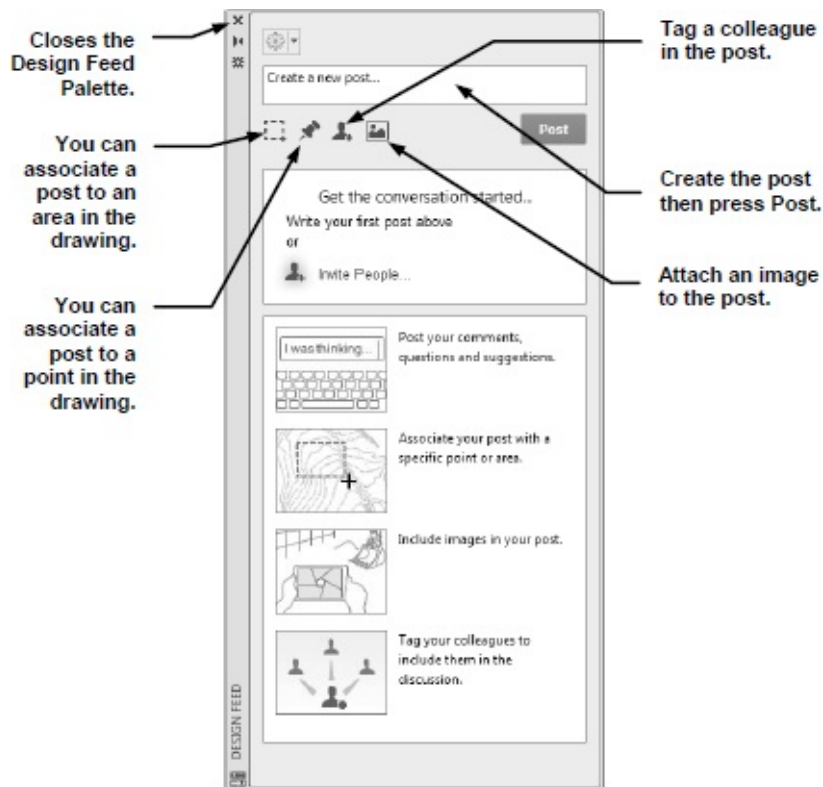 Closes the
Design Feed
Palette.
You can
associate a
post to an
area in the
drawing.
You can
associate a
post to a
point in the
drawing.
Create a new post...
Post
Get the conversation started...
Write your first post above
or
Invite People...
I was thinking...
Post your comments,
questions and suggestions.
Associate your post with a
specific point or area.
Include images in your post.
Tag your colleagues to
include them in the
discussion.
DESIGN FEED
Tag a colleague
in the post.
Create the post
then press Post.
Attach an image
to the post.